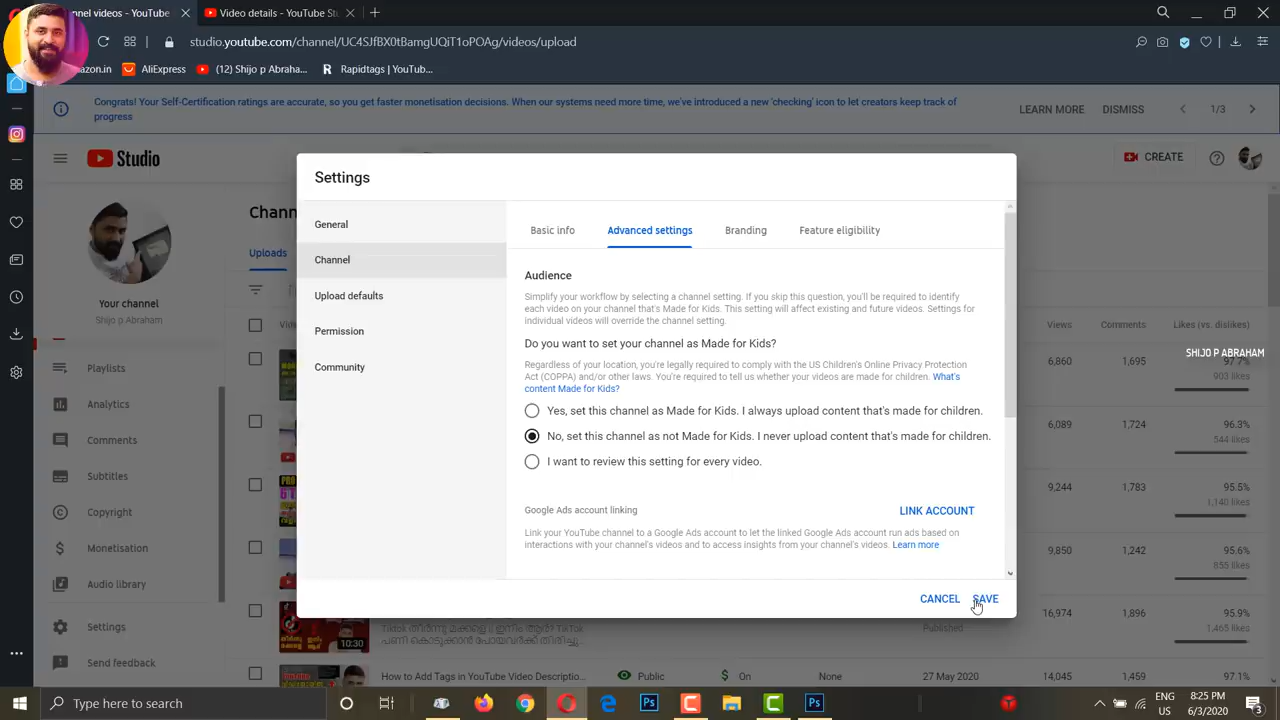 nnel videos - YouTube
Video details - YouTube S
studio.youtube.com/channel/UC4SJfBX0tBamgUQiT1oPOAg/videos/upload
azon.in
AliExpress
(12) Shijo p Abraha...
Rapidtags | YouTub...
Congrats! Your Self-Certification ratings are accurate, so you get faster monetisation decisions. When our systems need more time, we've introduced a new 'checking' icon to let creators keep track of
progress
LEARN MORE
DISMISS
1/3
Studio
CREATE
Your channel
Shijo p Abraham
Playlists
Analytics
Comments
Subtitles
Copyright
Monetisation
Audio library
Settings
Send feedback
Chann
Uploads
Settings
General
Channel
Upload defaults
Permission
Community
Basic info
Advanced settings
Branding
Feature eligibility
Audience
Simplify your workflow by selecting a channel setting. If you skip this question, you'll be required to identify
each video on your channel that's Made for Kids. This setting will affect existing and future videos. Settings for
individual videos will override the channel setting.
Do you want to set your channel as Made for Kids?
Regardless of your location, you're legally required to comply with the US Children's Online Privacy Protection
Act (COPPA) and/or other laws. You're required to tell us whether your videos are made for children. What's
content Made for Kids?
Yes, set this channel as Made for Kids. I always upload content that's made for children.
No, set this channel as not Made for Kids. I never upload content that's made for children.
I want to review this setting for every video.
Google Ads account linking
LINK ACCOUNT
Link your YouTube channel to a Google Ads account to let the linked Google Ads account run ads based on
interactions with your channel's videos and to access insights from your channel's videos. Learn more
CANCEL
SAVE
Views
Comments
Likes (vs. dislikes)
SHIJO P ABRAHAM
6,860
1,695
97.7%
903 likes
6,089
1,724
96.3%
544 likes
9,244
1,783
95.5%
1,140 likes
9,850
1,242
95.6%
855 likes
16,974
1,896
95.9%
1,465 likes
Published
10:30
How to Add Tags in YouTube Video Descriptio...
Public
On
27 May 2020
14,045
1,459
97.1%
Type here to search
ENG
8:25 PM
6/3/2020
3